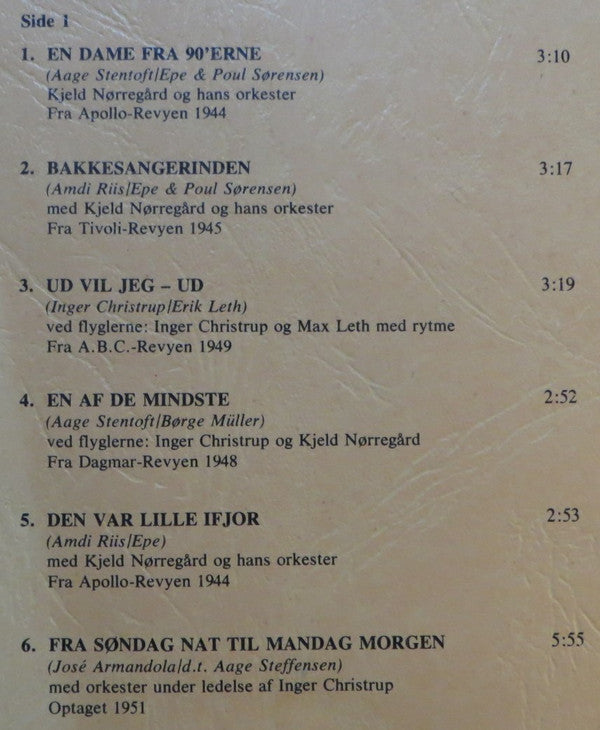 Side 1
1. EN DAME FRA 90'ERNE 3:10
(Aage Stentoft/Epe & Poul Sørensen)
Kjeld Nørregård og hans orkester
Fra Apollo-Revyen 1944
2. BAKKESANGERINDEN 3:17
(Amdi Riis/Epe & Poul Sørensen)
med Kjeld Nørregård og hans orkester
Fra Tivoli-Revyen 1945
3. UD VIL JEG – UD 3:19
(Inger Christrup/Erik Leth)
ved flyglerne: Inger Christrup og Max Leth med rytme
Fra A.B.C.-Revyen 1949
4. EN AF DE MINDSTE 2:52
(Aage Stentoft/Børge Müller)
ved flyglerne: Inger Christrup og Kjeld Nørregård
Fra Dagmar-Revyen 1948
5. DEN VAR LILLE IFJOR 2:53
(Amdi Riis/Epe)
med Kjeld Nørregård og hans orkester
Fra Apollo-Revyen 1944
6. FRA SØNDAG NAT TIL MANDAG MORGEN 5:55
(José Armandola/d.t. Aage Steffensen)
med orkester under ledelse af Inger Christrup
Optaget 1951